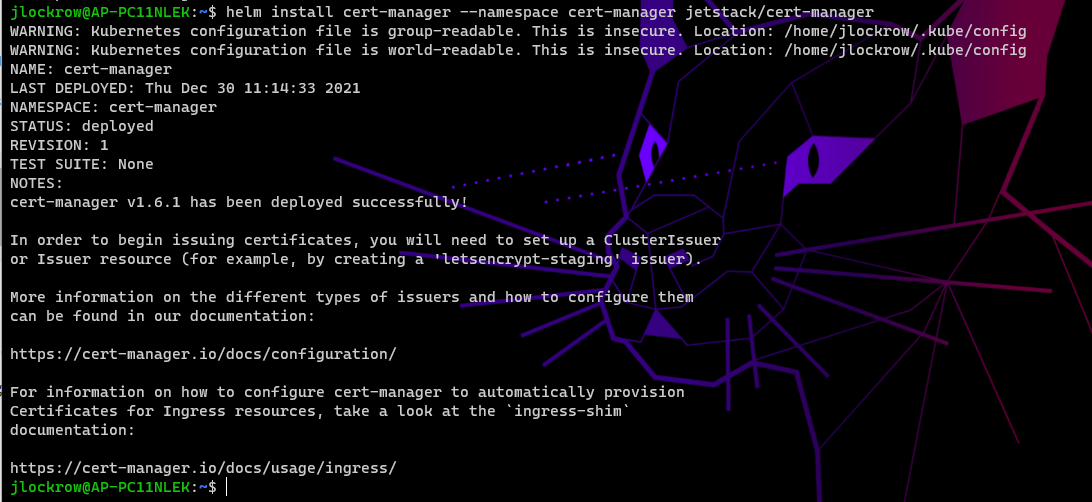 jlockrow@AP-PC11NLEK:~$ helm install cert-manager --namespace cert-manager jetstack/cert-manager
WARNING: Kubernetes configuration file is group-readable. This is insecure. Location: /home/jlockrow/.kube/config
WARNING: Kubernetes configuration file is world-readable. This is insecure. Location: /home/jlockrow/.kube/config
NAME: cert-manager
LAST DEPLOYED: Thu Dec 30 11:14:33 2021
NAMESPACE: cert-manager
STATUS: deployed
REVISION: 1
TEST SUITE: None
NOTES:
cert-manager v1.6.1 has been deployed successfully!
In order to begin issuing certificates, you will need to set up a ClusterIssuer
or Issuer resource (for example, by creating a 'letsencrypt-staging' issuer).
More information on the different types of issuers and how to configure them
can be found in our documentation:
https://cert-manager.io/docs/configuration/
For information on how to configure cert-manager to automatically provision
Certificates for Ingress resources, take a look at the `ingress-shim`
documentation:
https://cert-manager.io/docs/usage/ingress/
jlockrow@AP-PC11NLEK:~$